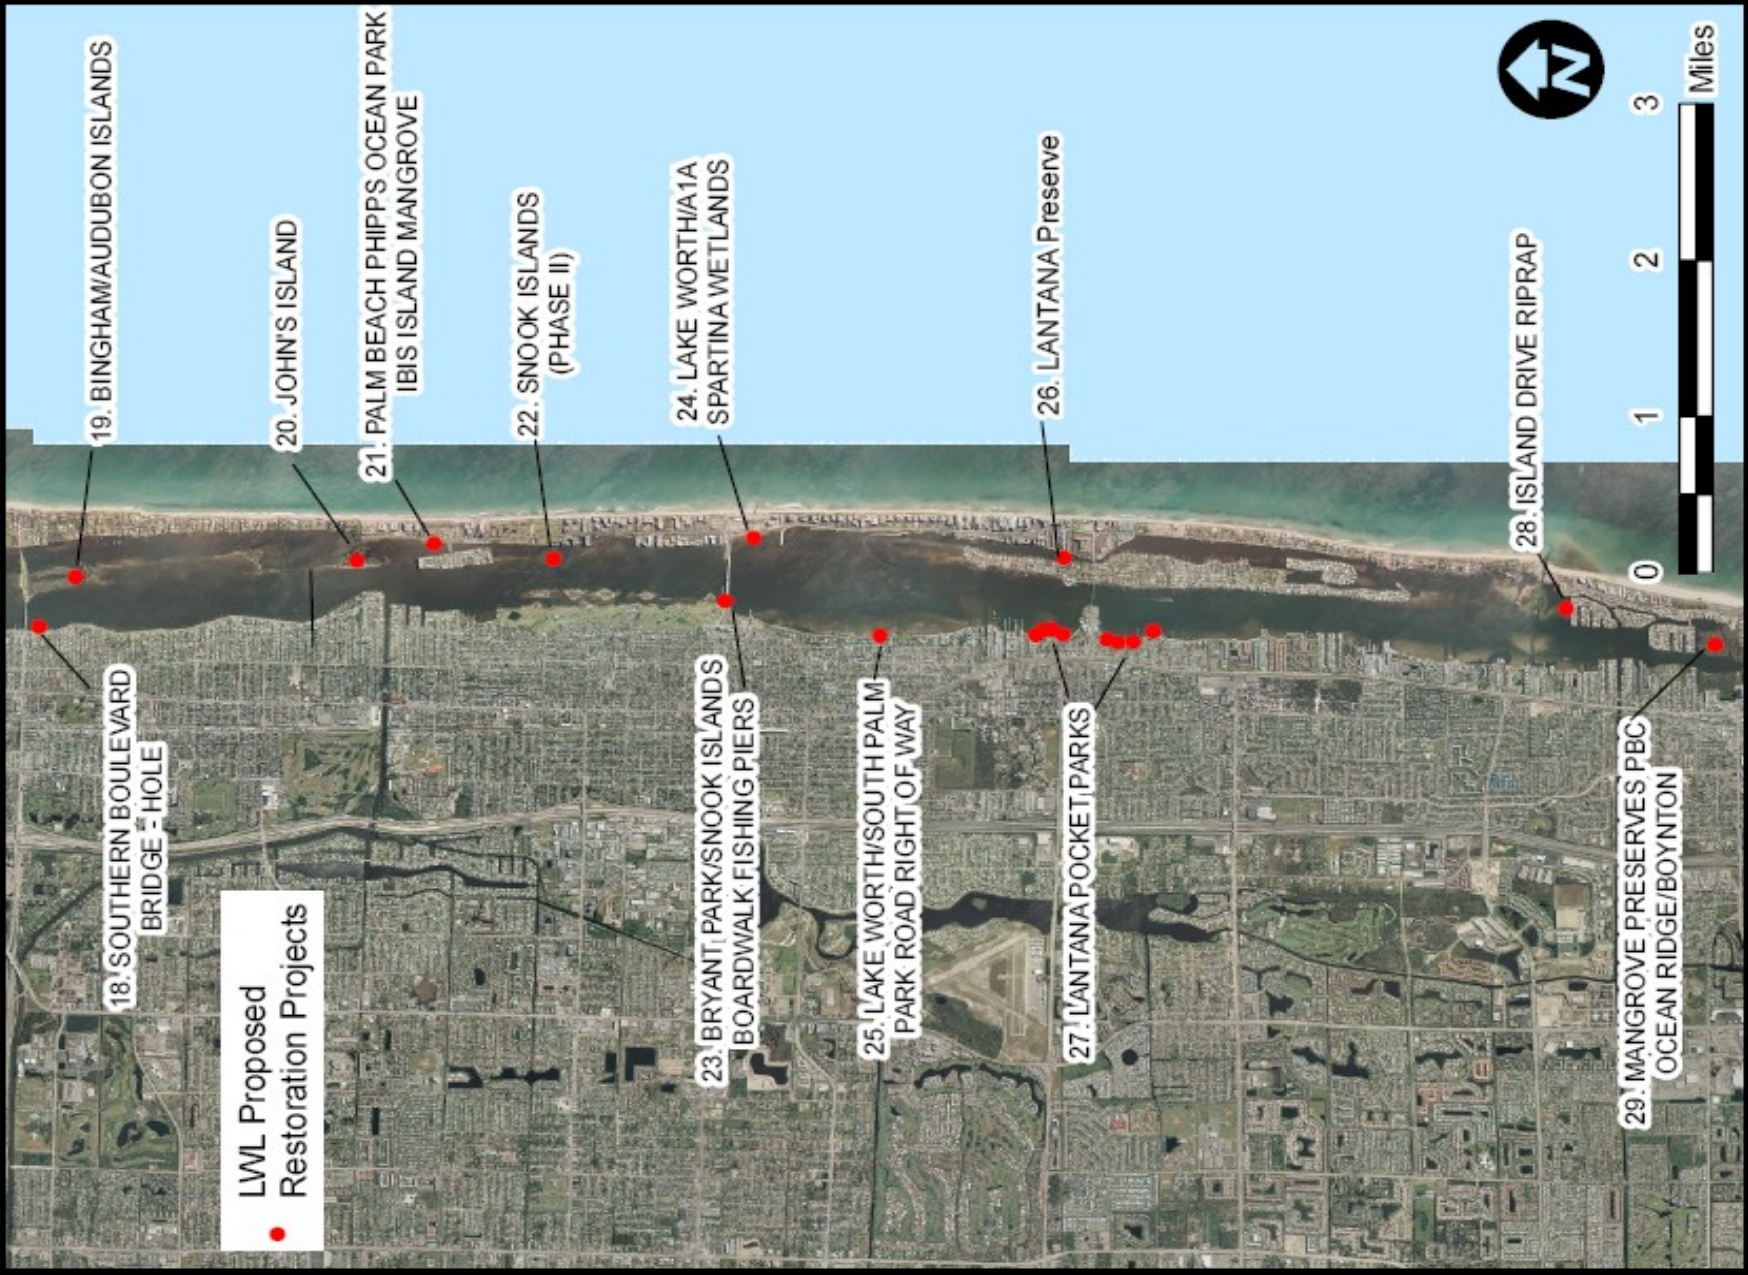 18. SOUTHERN BOULEVARD
BRIDGE - HOLE
19. BINGHAM/AUDUBON ISLANDS
LWL Proposed
Restoration Projects
20. JOHN'S ISLAND
21. PALM BEACH PHIPPS OCEAN PARK
IBIS ISLAND MANGROVE
22. SNOOK ISLANDS
(PHASE II)
23. BRYANT PARK/SNOOK ISLANDS
BOARDWALK FISHING PIERS
24. LAKE WORTH/A1A
SPARTINA WETLANDS
25. LAKE WORTH/SOUTH PALM
PARK ROAD RIGHT OF WAY
26. LANTANA Preserve
27. LANTANA POCKET PARKS
28. ISLAND DRIVE RIPRAP
29. MANGROVE PRESERVES PBC
OCEAN RIDGE/BOYNTON
N
0 1 2 3
Miles